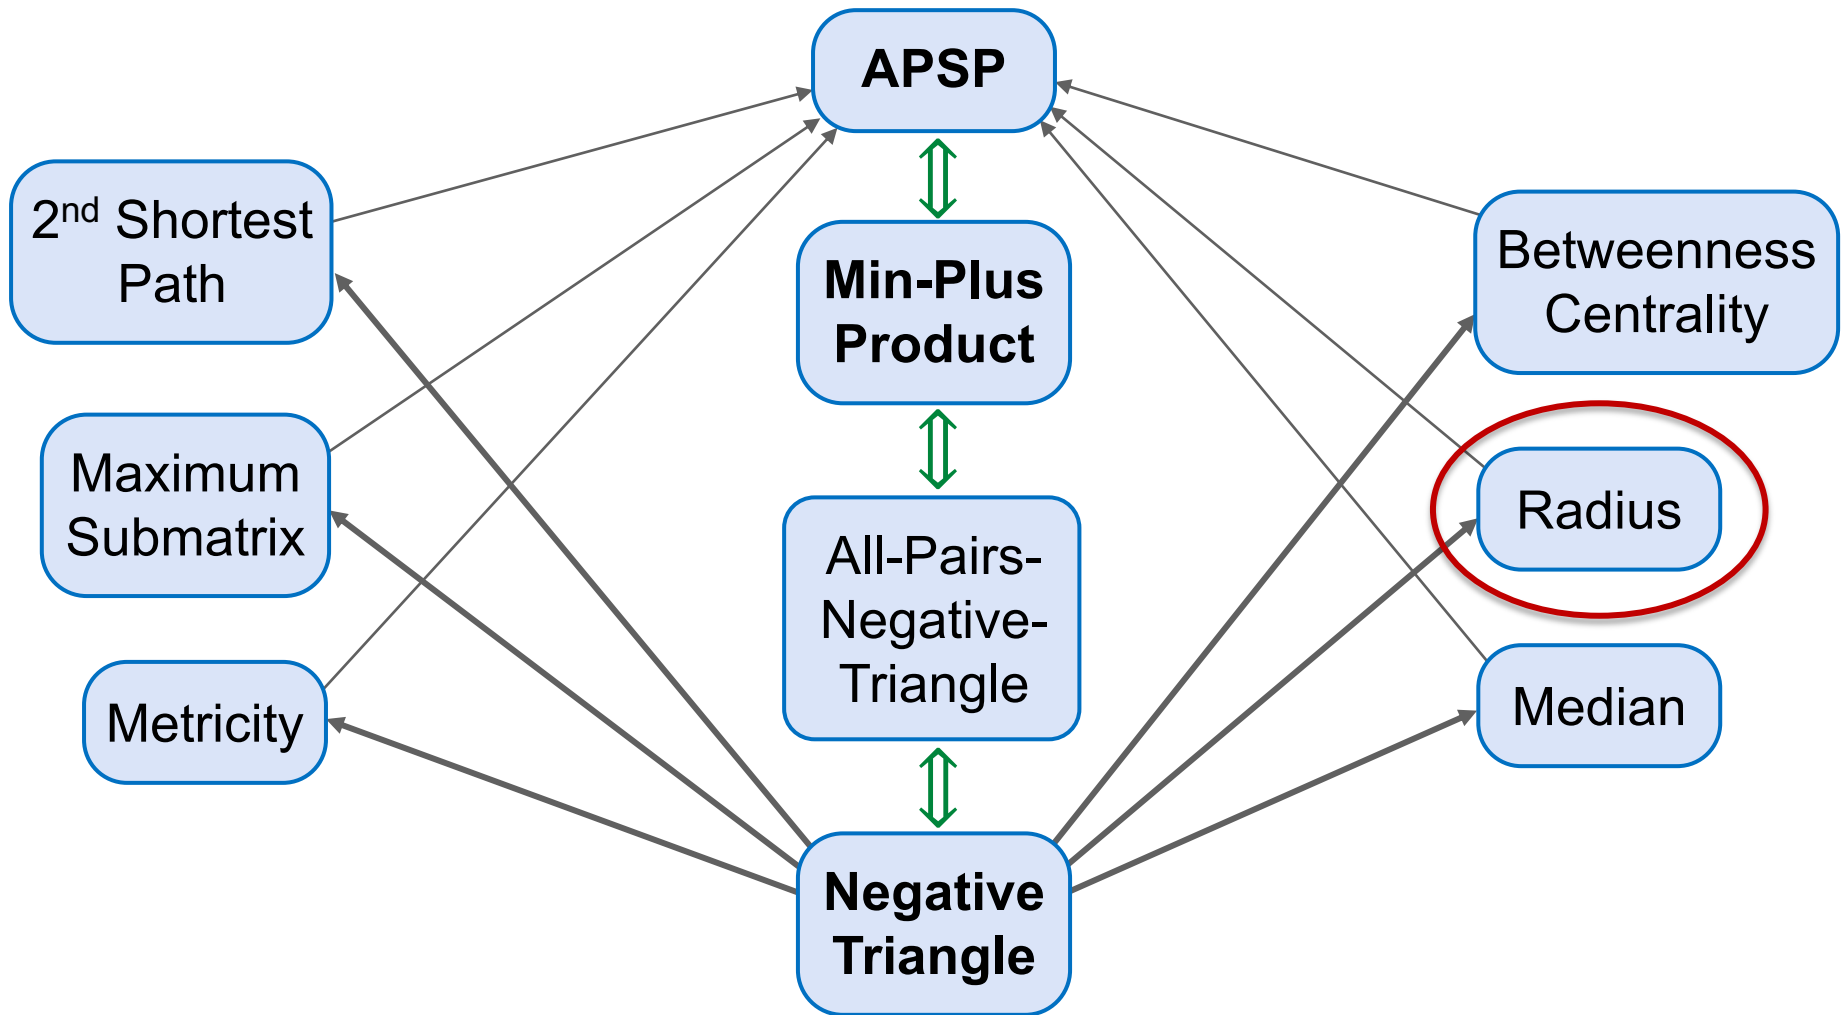 APSP
2nd Shortest
Path
Min-Plus
Product
Betweenness
Centrality
Maximum
Submatrix
All-Pairs-
Negative-
Triangle
Radius
Metricity
Median
Negative
Triangle